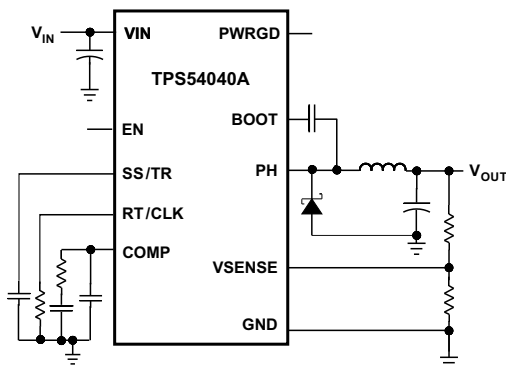 V_IN
VIN
PWRGD
TPS54040A
BOOT
EN
PH
V_OUT
SS/TR
RT/CLK
COMP
VSENSE
GND